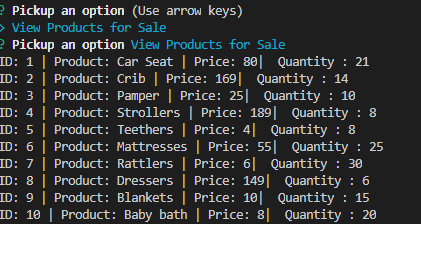 ? Pickup an option (Use arrow keys)
> View Products for Sale
? Pickup an option View Products for Sale
ID: 1 | Product: Car Seat | Price: 80|  Quantity : 21
ID: 2 | Product: Crib | Price: 169|  Quantity : 14
ID: 3 | Product: Pamper | Price: 25|  Quantity : 10
ID: 4 | Product: Strollers | Price: 189|  Quantity : 8
ID: 5 | Product: Teethers | Price: 4|  Quantity : 8
ID: 6 | Product: Mattresses | Price: 55|  Quantity : 25
ID: 7 | Product: Rattlers | Price: 6|  Quantity : 30
ID: 8 | Product: Dressers | Price: 149|  Quantity : 6
ID: 9 | Product: Blankets | Price: 10|  Quantity : 15
ID: 10 | Product: Baby bath | Price: 8|  Quantity : 20